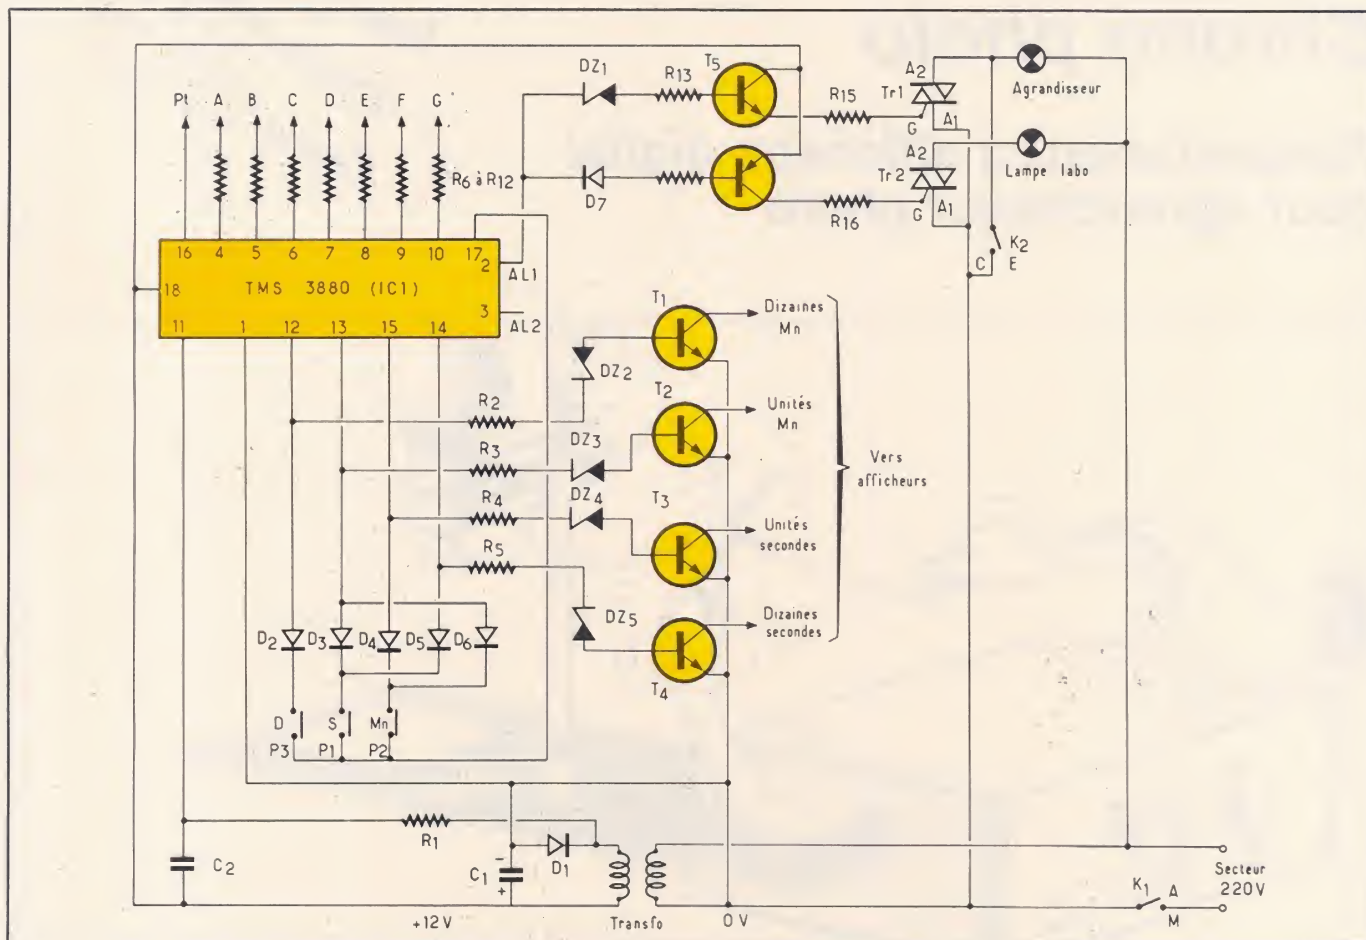 DZ1 R13 T5
A2 Tr1 G A1 Agrandisseur
R15
Pt A B C D E F G
R6 à R12
D7
R16
A2 Tr2 G A1 Lampe labo
K2
C E
16 4 5 6 7 8 9 10 17
2 AL1
18 TMS 3880 (IC1)
3 AL2
11 1 12 13 15 14
T1 Dizaines
Mn
DZ2
R2 T2 Unités
Mn
R3 DZ3
Vers
afficheurs
R4 DZ4 T3
Unités
secondes
R5
DZ5 Dizaines
secondes
T4
D2 D3 D4 D5 D6
D S Mn
P3 P1 P2
R1
C2 C1 - + D1
+12V Transfo 0V
K1 A
M
Secteur
220V